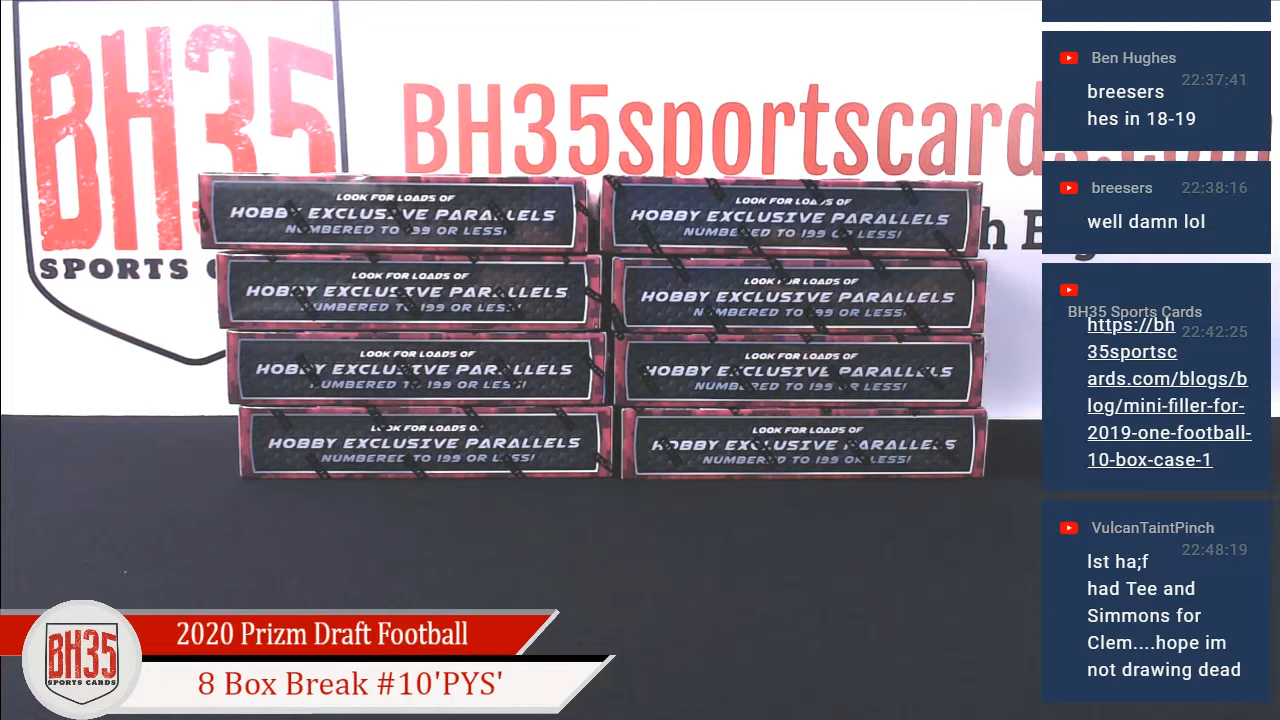 BH35
SPORTS
BH35sportscards.com
LOOK FOR LOADS OF
HOBBY EXCLUSIVE PARALLELS
NUMBERED TO 199 OR LESS!
LOOK FOR LOADS OF
HOBBY EXCLUSIVE PARALLELS
NUMBERED TO 199 OR LESS!
LOOK FOR LOADS OF
HOBBY EXCLUSIVE PARALLELS
NUMBERED TO 199 OR LESS!
LOOK FOR LOADS OF
HOBBY EXCLUSIVE PARALLELS
NUMBERED TO 199 OR LESS!
LOOK FOR LOADS OF
HOBBY EXCLUSIVE PARALLELS
NUMBERED TO 199 OR LESS!
LOOK FOR LOADS OF
HOBBY EXCLUSIVE PARALLELS
NUMBERED TO 199 OR LESS!
LOOK FOR LOADS OF
HOBBY EXCLUSIVE PARALLELS
NUMBERED TO 199 OR LESS!
LOOK FOR LOADS OF
HOBBY EXCLUSIVE PARALLELS
NUMBERED TO 199 OR LESS!
BH35
SPORTS CARDS
2020 Prizm Draft Football
8 Box Break #10'PYS'
Ben Hughes
22:37:41
breesers
hes in 18-19
breesers 22:38:16
well damn lol
BH35 Sports Cards
22:42:25
https://bh
35sportsc
ards.com/blogs/b
log/mini-filler-for-
2019-one-football-
10-box-case-1
VulcanTaintPinch
22:48:19
lst ha;f
had Tee and
Simmons for
Clem....hope im
not drawing dead